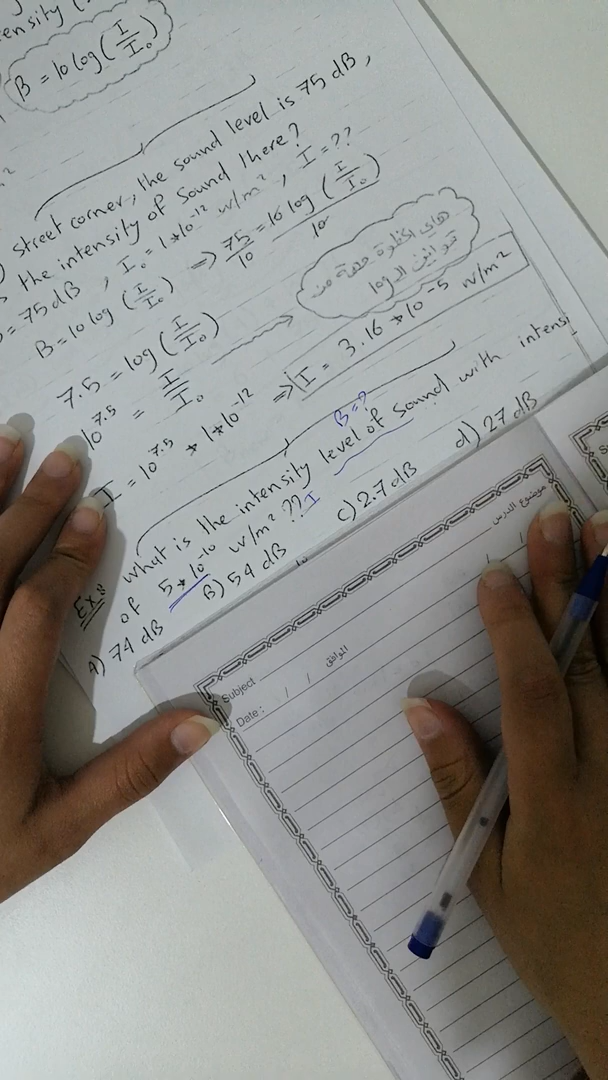 ensity (
B = 10 log (I/I₀)
street corner, the sound level is 75 dB,
s the intensity of sound there?
= 75 dB , I₀ = 1*10⁻¹² w/m² , I = ??
B = 10 log (I/I₀) ⇒ 75/10 = 10 log (I/I₀)/10
7.5 = log (I/I₀)
هاي الخطوة من
قوانين الـ log
10^7.5 = I/I₀
I = 10^7.5 * 1*10⁻¹² ⇒ I = 3.16 *10⁻⁵ w/m²
B = ?
Ex: what is the intensity level of sound with intensi
of 5*10⁻¹⁰ w/m² ?? I
A) 74 dB B) 54 dB C) 2.7 dB d) 27 dB
موضوع الدرس
Subject
Date: / / الموافق / /